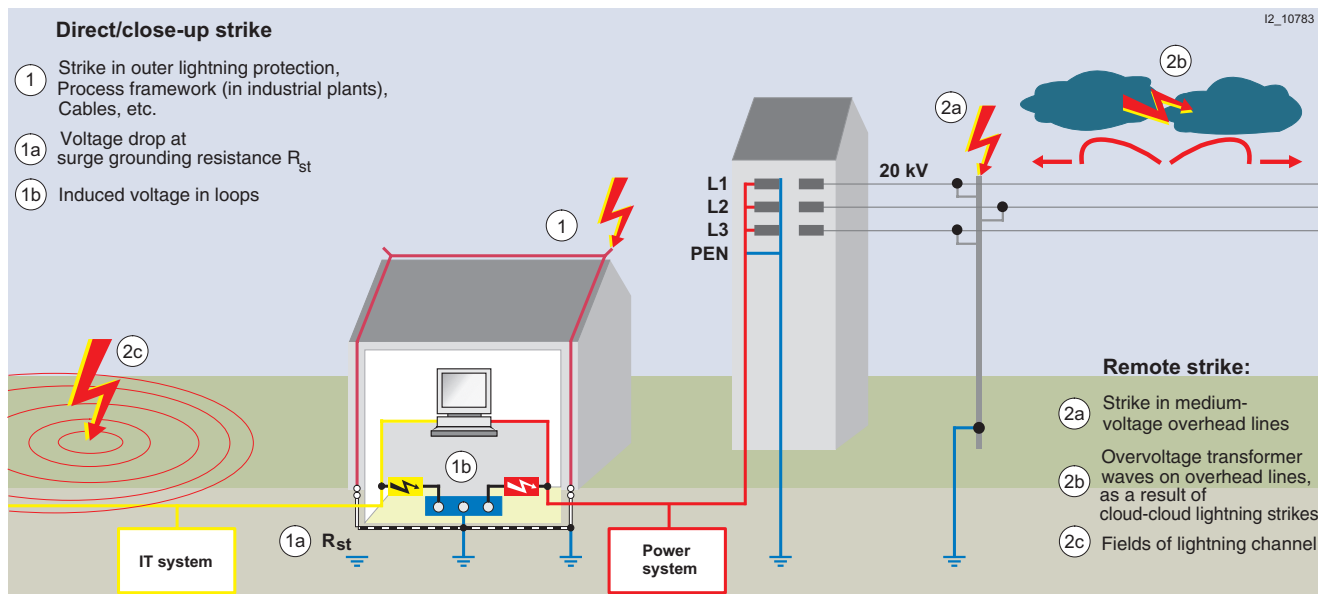 I2_10783
Direct/close-up strike
1 Strike in outer lightning protection,
Process framework (in industrial plants),
Cables, etc.
1a Voltage drop at
surge grounding resistance Rst
1b Induced voltage in loops
2b
2a
20 kV
L1
L2
L3
PEN
1
2c
1b
1a Rst
IT system
Power
system
Remote strike:
2a Strike in medium-
voltage overhead lines
2b Overvoltage transformer
waves on overhead lines,
as a result of
cloud-cloud lightning strikes
2c Fields of lightning channel